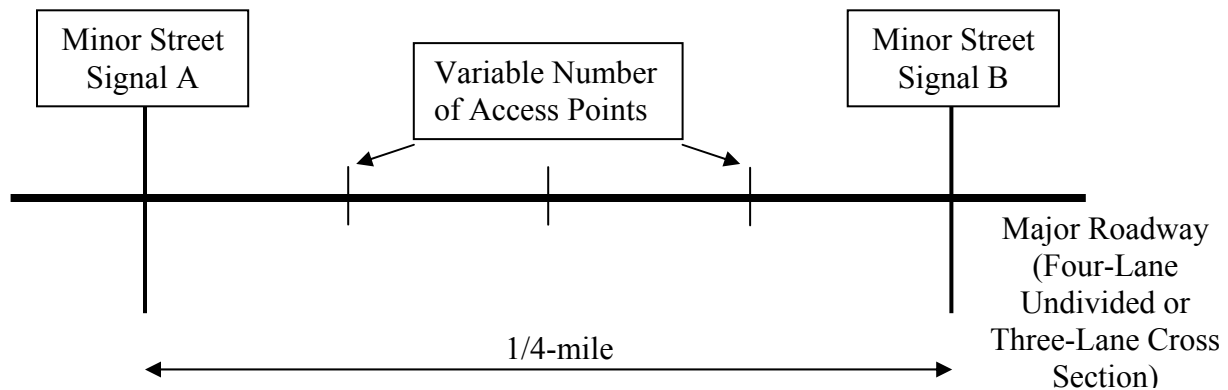 Minor Street
Signal A
Variable Number
of Access Points
Minor Street
Signal B
Major Roadway
(Four-Lane
Undivided or
Three-Lane Cross
Section)
1/4-mile